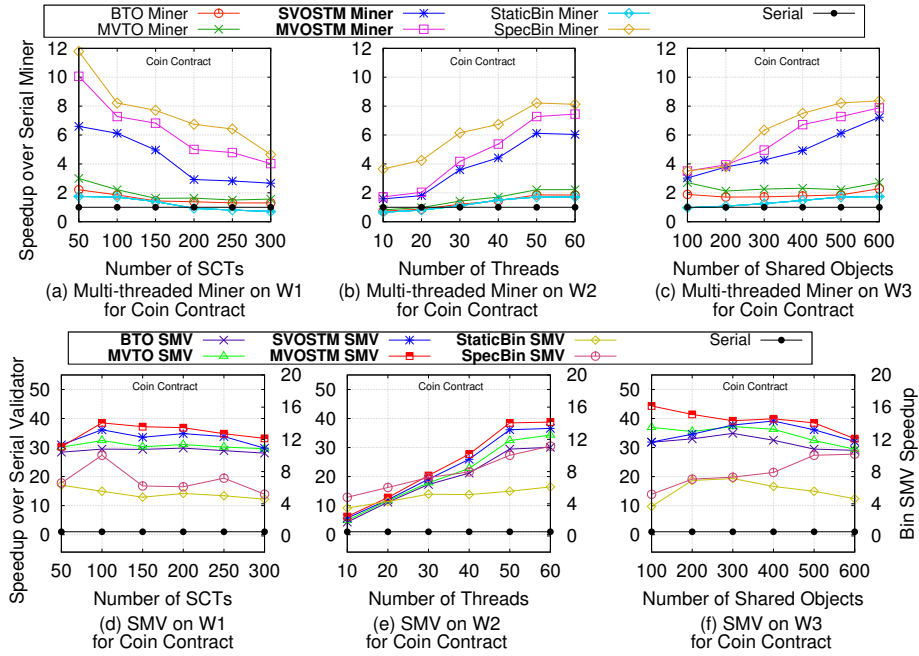 BTO Miner SVOSTM Miner StaticBin Miner Serial
MVTO Miner MVOSTM Miner SpecBin Miner
Speedup over Serial Miner
12
10
8
6
4
2
0
Coin Contract
50 100 150 200 250 300
Number of SCTs
(a) Multi-threaded Miner on W1
for Coin Contract
12
10
8
6
4
2
0
Coin Contract
10 20 30 40 50 60
Number of Threads
(b) Multi-threaded Miner on W2
for Coin Contract
12
10
8
6
4
2
0
Coin Contract
100 200 300 400 500 600
Number of Shared Objects
(c) Multi-threaded Miner on W3
for Coin Contract
BTO SMV SVOSTM SMV StaticBin SMV Serial
MVTO SMV MVOSTM SMV SpecBin SMV
Speedup over Serial Validator
50
40
30
20
10
0
Coin Contract
20
16
12
8
4
0
50 100 150 200 250 300
Number of SCTs
(d) SMV on W1
for Coin Contract
50
40
30
20
10
0
Coin Contract
20
16
12
8
4
0
10 20 30 40 50 60
Number of Threads
(e) SMV on W2
for Coin Contract
50
40
30
20
10
0
Coin Contract
20
16
12
8
4
0
Bin SMV Speedup
100 200 300 400 500 600
Number of Shared Objects
(f) SMV on W3
for Coin Contract